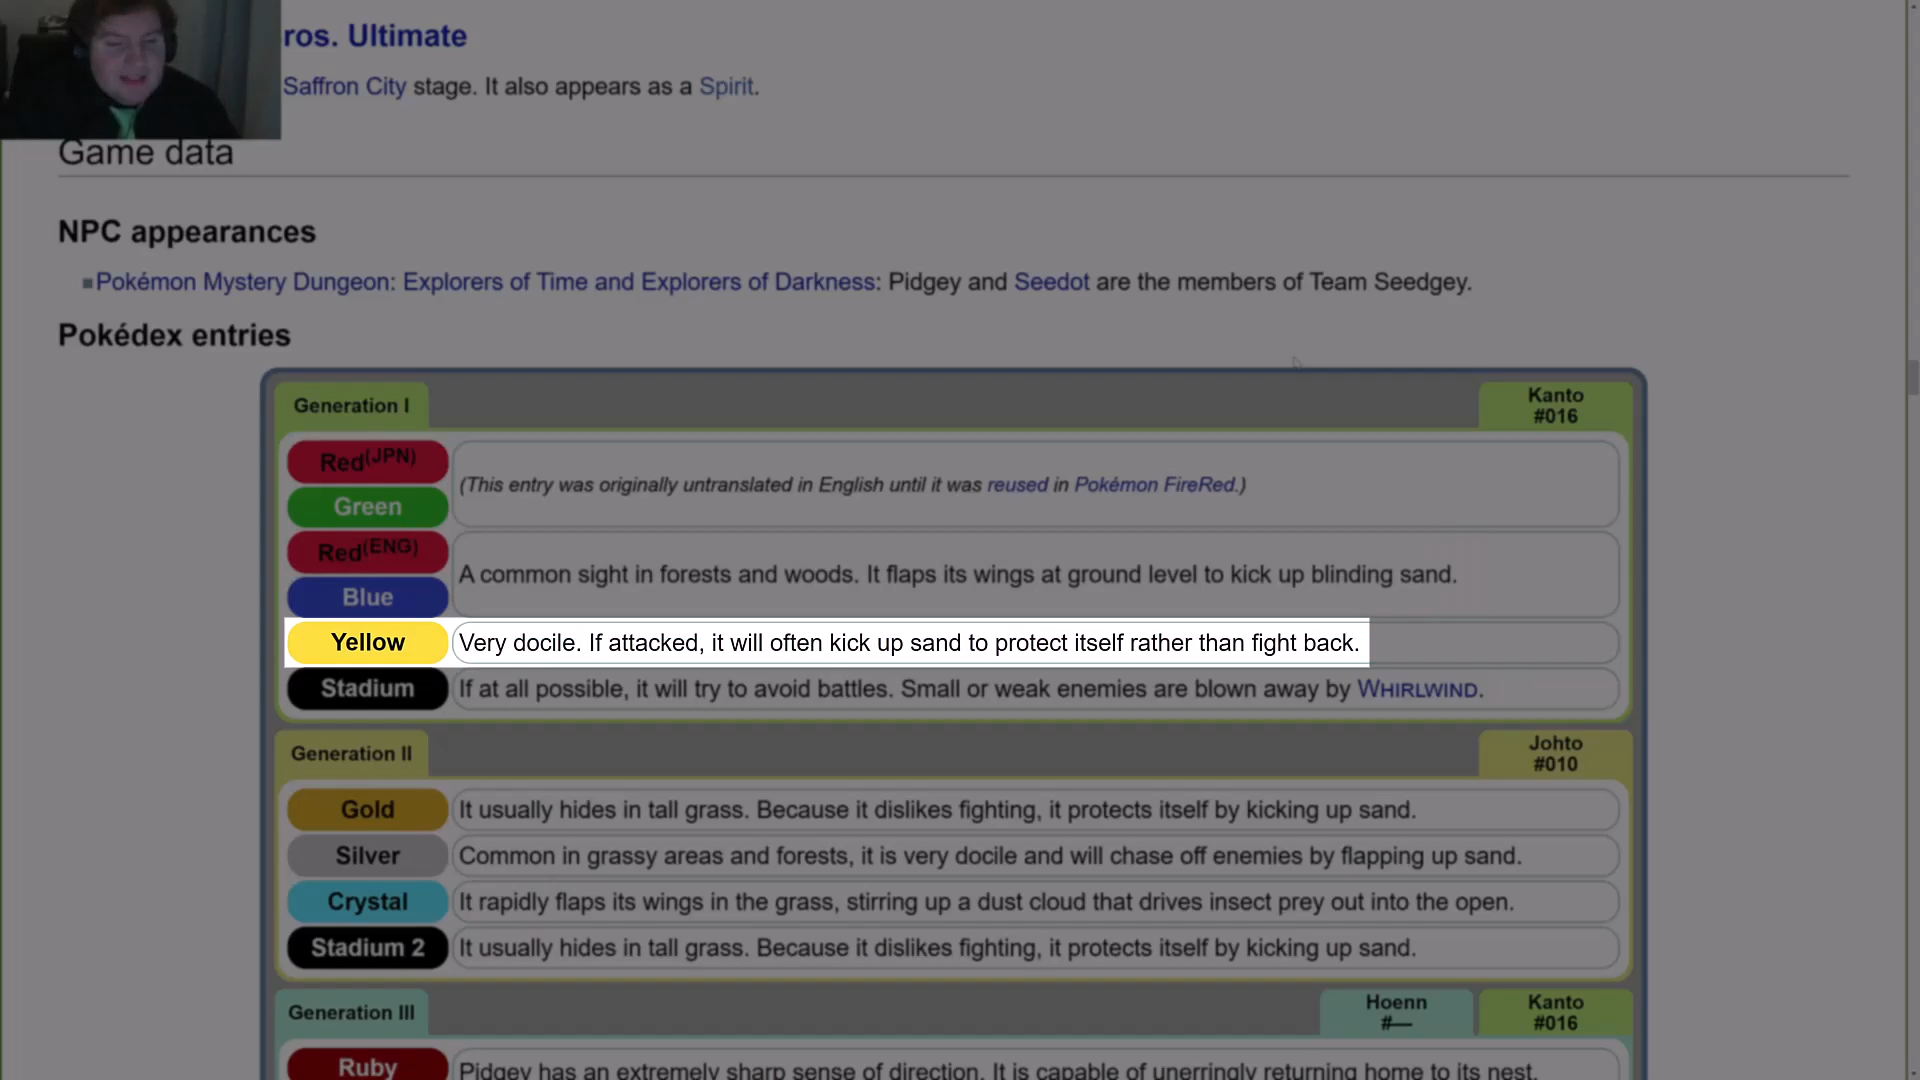 ros. Ultimate
Saffron City stage. It also appears as a Spirit.
Game data
NPC appearances
Pokémon Mystery Dungeon: Explorers of Time and Explorers of Darkness: Pidgey and Seedot are the members of Team Seedgey.
Pokédex entries
Generation I
Kanto
#016
Red(JPN)
Green
(This entry was originally untranslated in English until it was reused in Pokémon FireRed.)
Red(ENG)
Blue
A common sight in forests and woods. It flaps its wings at ground level to kick up blinding sand.
Yellow Very docile. If attacked, it will often kick up sand to protect itself rather than fight back.
Stadium If at all possible, it will try to avoid battles. Small or weak enemies are blown away by WHIRLWIND.
Generation II
Johto
#010
Gold It usually hides in tall grass. Because it dislikes fighting, it protects itself by kicking up sand.
Silver Common in grassy areas and forests, it is very docile and will chase off enemies by flapping up sand.
Crystal It rapidly flaps its wings in the grass, stirring up a dust cloud that drives insect prey out into the open.
Stadium 2 It usually hides in tall grass. Because it dislikes fighting, it protects itself by kicking up sand.
Generation III
Hoenn
#—
Kanto
#016
Ruby Pidgey has an extremely sharp sense of direction. It is capable of unerringly returning home to its nest,